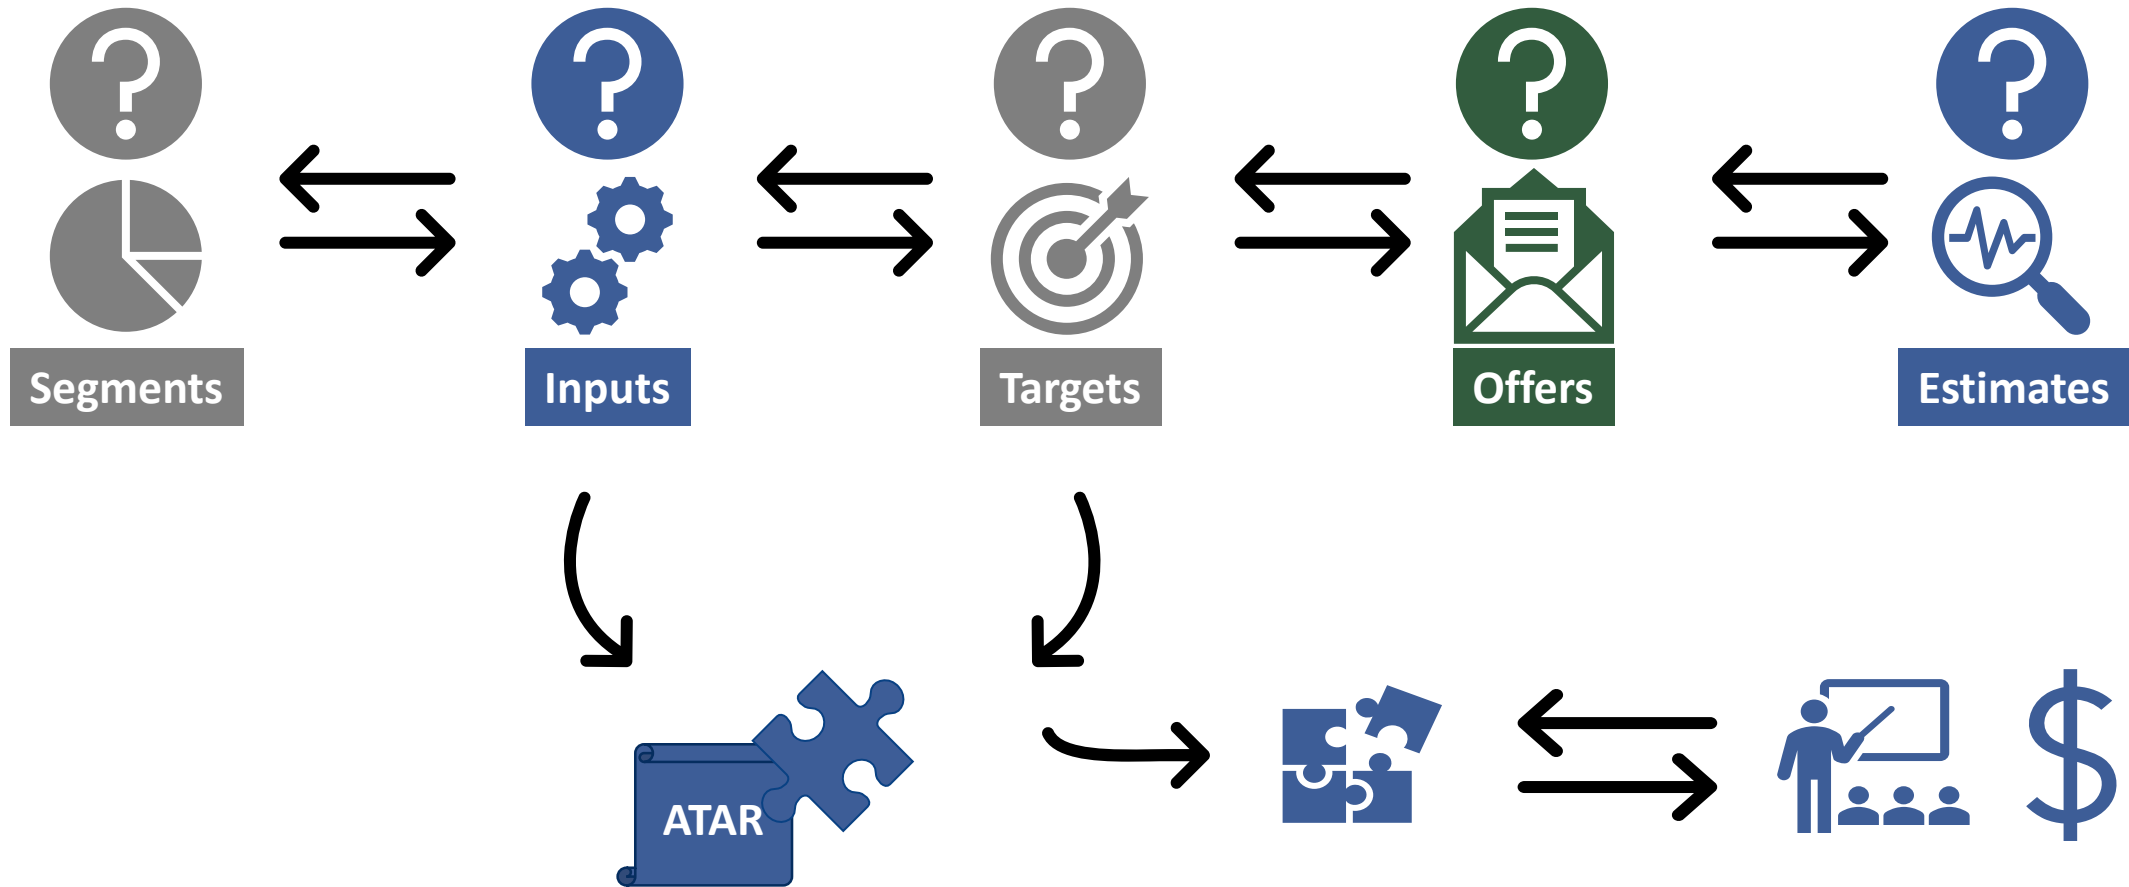 Segments
Inputs
Targets
Offers
Estimates
ATAR